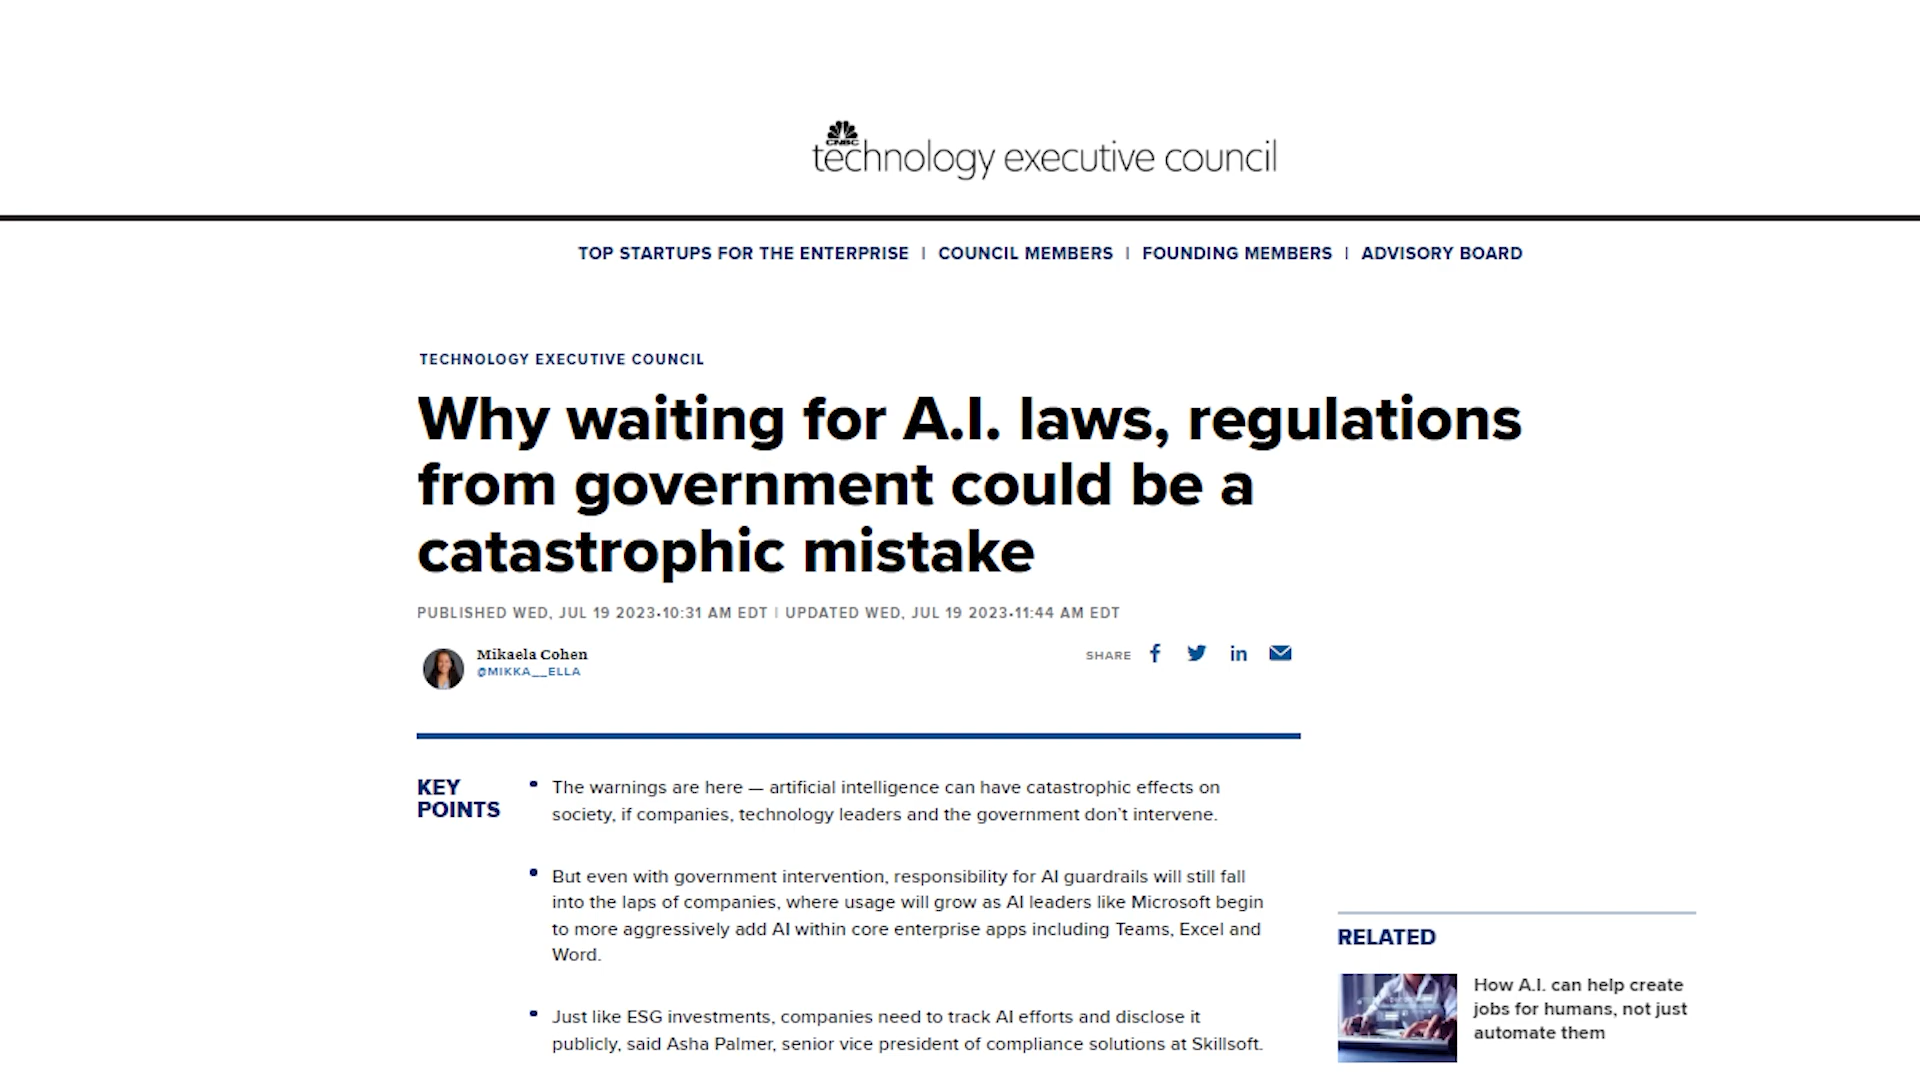 CNBC
technology executive council
TOP STARTUPS FOR THE ENTERPRISE | COUNCIL MEMBERS | FOUNDING MEMBERS | ADVISORY BOARD
TECHNOLOGY EXECUTIVE COUNCIL
Why waiting for A.I. laws, regulations
from government could be a
catastrophic mistake
PUBLISHED WED, JUL 19 2023•10:31 AM EDT | UPDATED WED, JUL 19 2023•11:44 AM EDT
Mikaela Cohen
@MIKKA__ELLA
SHARE
KEY
POINTS
• The warnings are here — artificial intelligence can have catastrophic effects on
society, if companies, technology leaders and the government don't intervene.
• But even with government intervention, responsibility for AI guardrails will still fall
into the laps of companies, where usage will grow as AI leaders like Microsoft begin
to more aggressively add AI within core enterprise apps including Teams, Excel and
Word.
• Just like ESG investments, companies need to track AI efforts and disclose it
publicly, said Asha Palmer, senior vice president of compliance solutions at Skillsoft.
RELATED
How A.I. can help create
jobs for humans, not just
automate them